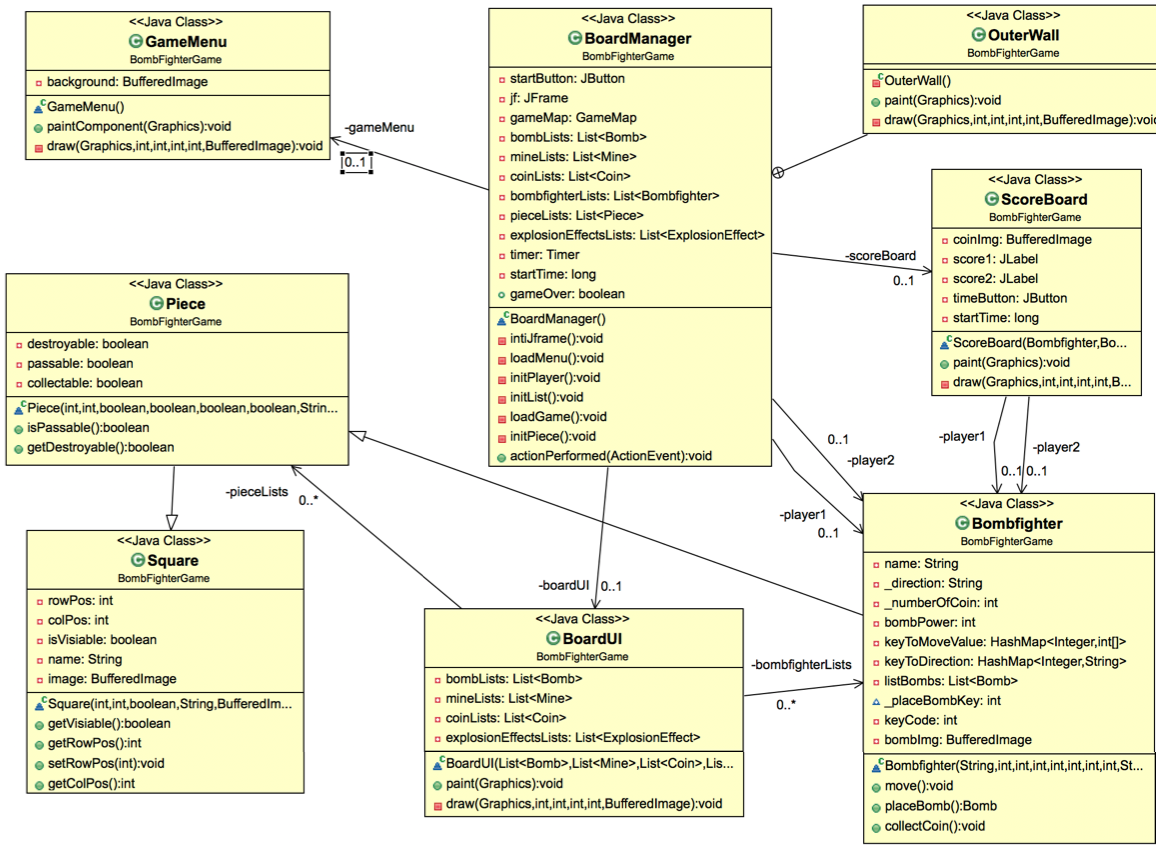 <<Java Class>>
GameMenu
BombFighterGame
background: BufferedImage
GameMenu()
paintComponent(Graphics):void
draw(Graphics,int,int,int,int,BufferedImage):void
-gameMenu
0..1
<<Java Class>>
BoardManager
BombFighterGame
startButton: JButton
jf: JFrame
gameMap: GameMap
bombLists: List<Bomb>
mineLists: List<Mine>
coinLists: List<Coin>
bombfighterLists: List<Bombfighter>
pieceLists: List<Piece>
explosionEffectsLists: List<ExplosionEffect>
timer: Timer
startTime: long
gameOver: boolean
BoardManager()
intiJframe():void
loadMenu():void
initPlayer():void
initList():void
loadGame():void
initPiece():void
actionPerformed(ActionEvent):void
<<Java Class>>
OuterWall
BombFighterGame
OuterWall()
paint(Graphics):void
draw(Graphics,int,int,int,int,BufferedImage):void
-scoreBoard
0..1
<<Java Class>>
ScoreBoard
BombFighterGame
coinImg: BufferedImage
score1: JLabel
score2: JLabel
timeButton: JButton
startTime: long
ScoreBoard(Bombfighter,Bo...
paint(Graphics):void
draw(Graphics,int,int,int,int,B...
-player1
-player2
0..1
0..1
0..1
-player2
-player1
0..1
<<Java Class>>
Piece
BombFighterGame
destroyable: boolean
passable: boolean
collectable: boolean
Piece(int,int,boolean,boolean,boolean,boolean,Strin...
isPassable():boolean
getDestroyable():boolean
-pieceLists
0..*
<<Java Class>>
Square
BombFighterGame
rowPos: int
colPos: int
isVisiable: boolean
name: String
image: BufferedImage
Square(int,int,boolean,String,BufferedIm...
getVisiable():boolean
getRowPos():int
setRowPos(int):void
getColPos():int
-boardUI
0..1
<<Java Class>>
BoardUI
BombFighterGame
bombLists: List<Bomb>
mineLists: List<Mine>
coinLists: List<Coin>
explosionEffectsLists: List<ExplosionEffect>
BoardUI(List<Bomb>,List<Mine>,List<Coin>,Lis...
paint(Graphics):void
draw(Graphics,int,int,int,int,BufferedImage):void
-bombfighterLists
0..*
<<Java Class>>
Bombfighter
BombFighterGame
name: String
_direction: String
_numberOfCoin: int
bombPower: int
keyToMoveValue: HashMap<Integer,int[]>
keyToDirection: HashMap<Integer,String>
listBombs: List<Bomb>
_placeBombKey: int
keyCode: int
bombImg: BufferedImage
Bombfighter(String,int,int,int,int,int,int,int,St...
move():void
placeBomb():Bomb
collectCoin():void